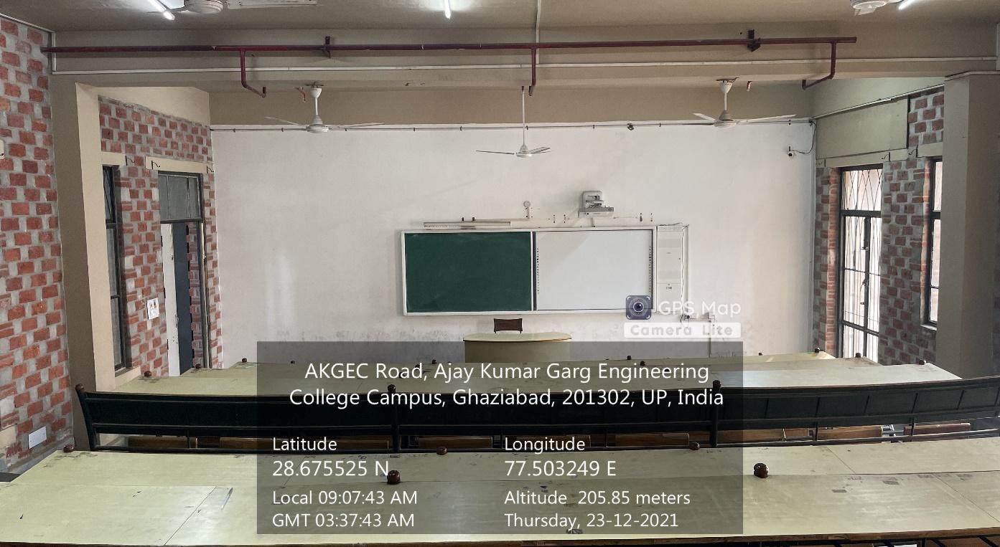 GPS Map
Camera Lite
AKGEC Road, Ajay Kumar Garg Engineering
College Campus, Ghaziabad, 201302, UP, India
Latitude
28.675525 N
Longitude
77.503249 E
Local 09:07:43 AM
GMT 03:37:43 AM
Altitude 205.85 meters
Thursday, 23-12-2021